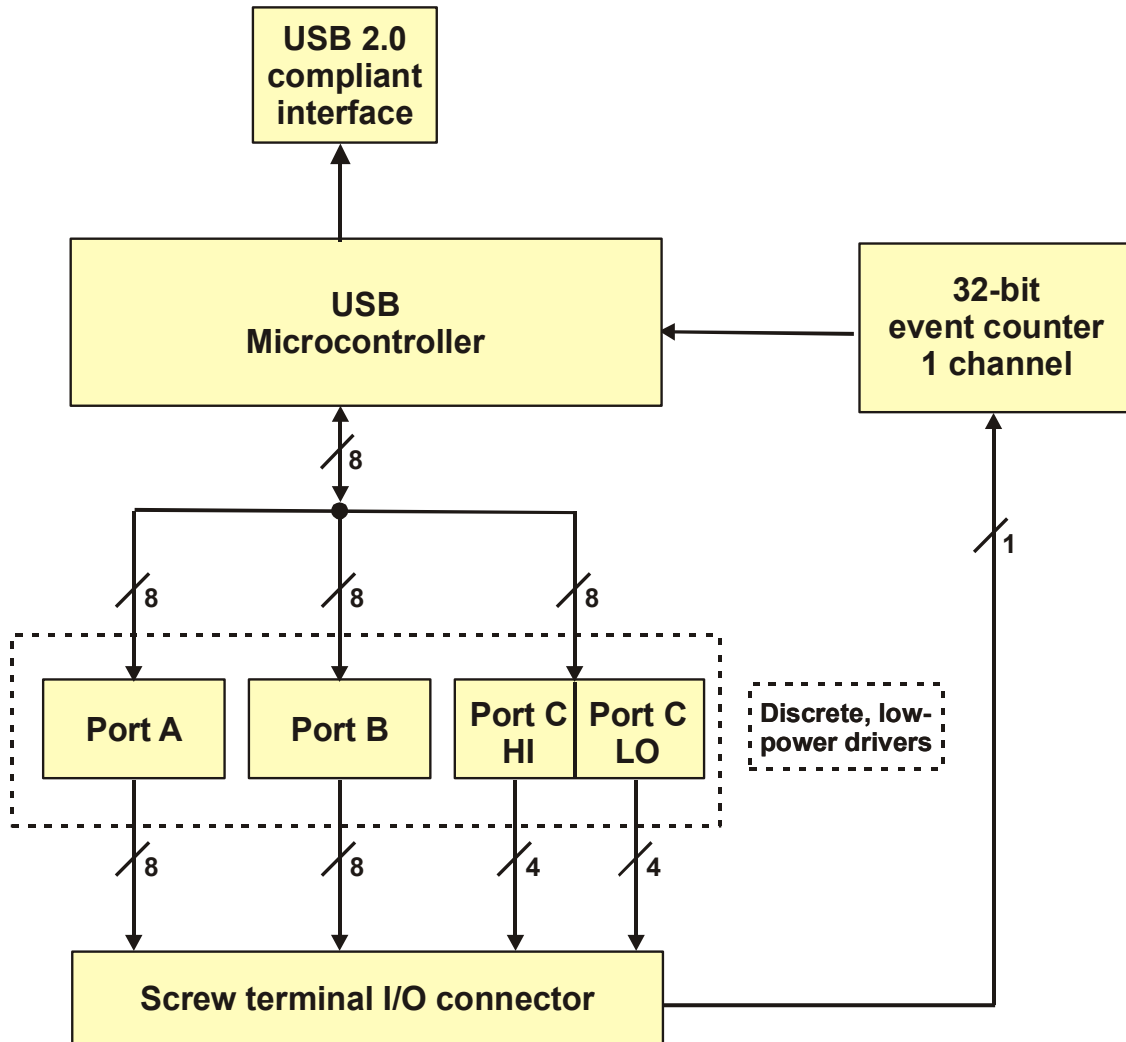 USB 2.0
compliant
interface
USB
Microcontroller
32-bit
event counter
1 channel
8
1
8
8
8
Port A
Port B
Port C
HI
Port C
LO
Discrete, low-
power drivers
8
8
4
4
Screw terminal I/O connector